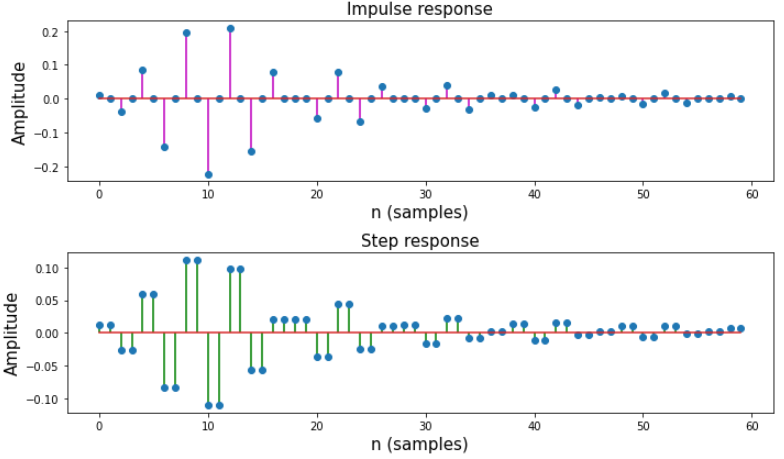 Impulse response
0.2
0.1
0.0
−0.1
−0.2
Amplitude
0 10 20 30 40 50 60
n (samples)
Step response
0.10
0.05
0.00
−0.05
−0.10
Amplitude
0 10 20 30 40 50 60
n (samples)